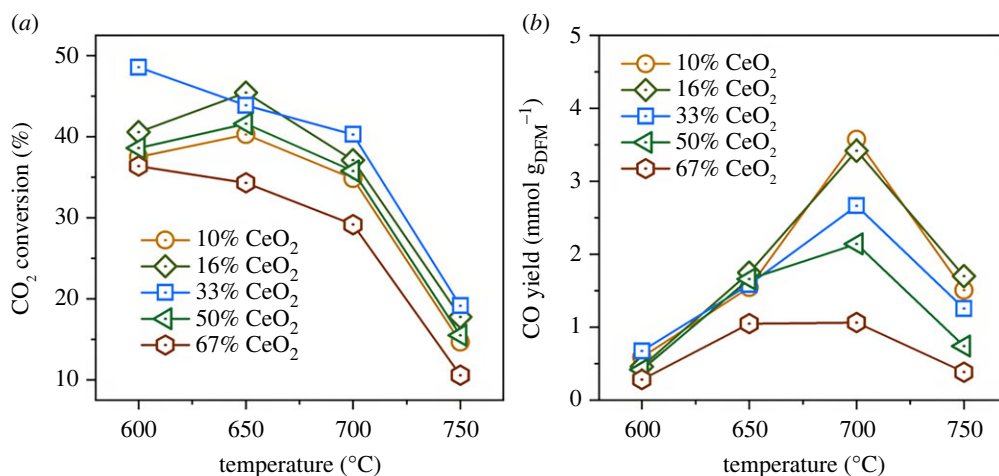 (a)
50
40
30
20
10
CO₂ conversion (%)
10% CeO₂
16% CeO₂
33% CeO₂
50% CeO₂
67% CeO₂
600 650 700 750
temperature (°C)
(b)
5
4
3
2
1
0
CO yield (mmol g_DFM⁻¹)
10% CeO₂
16% CeO₂
33% CeO₂
50% CeO₂
67% CeO₂
600 650 700 750
temperature (°C)